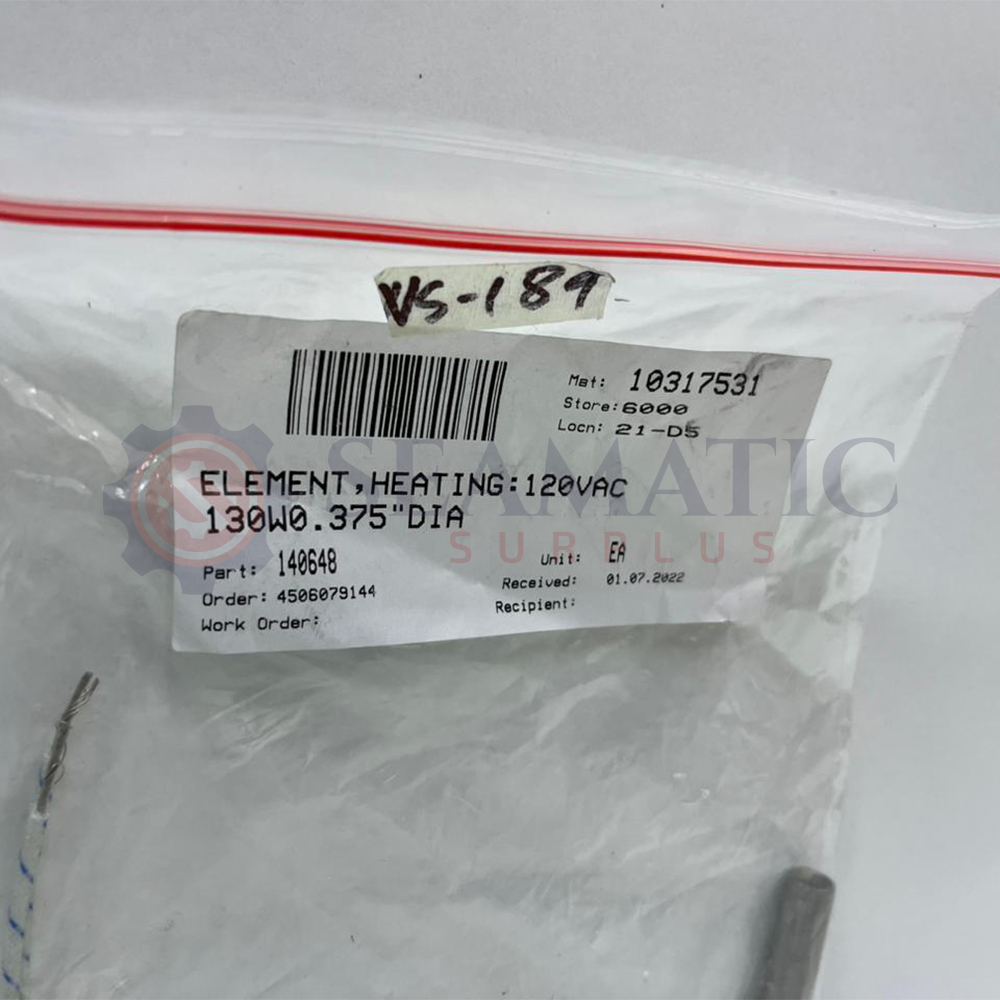 VS-189
Mat: 10317531
Store: 6000
Locn: 21-D5
ELEMENT,HEATING:120VAC
130W0.375"DIA
Part: 140648
Unit: EA
Order: 4506079144
Received: 01.07.2022
Work Order:
Recipient:
SEAMATIC
SURPLUS